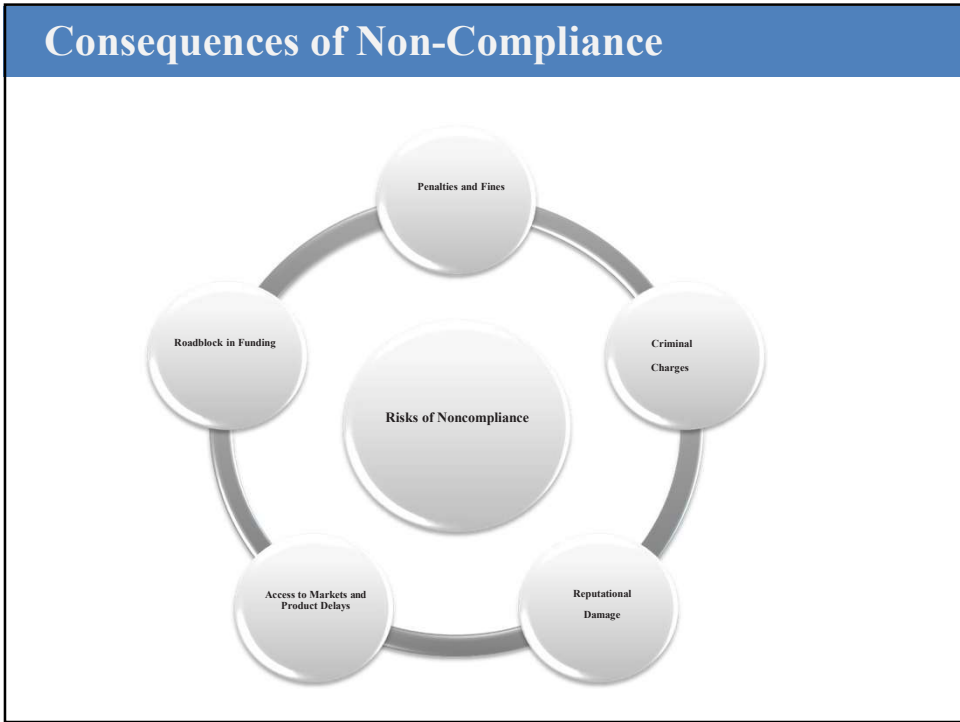 Consequences of Non-Compliance
Penalties and Fines
Criminal
Charges
Reputational
Damage
Access to Markets and
Product Delays
Roadblock in Funding
Risks of Noncompliance